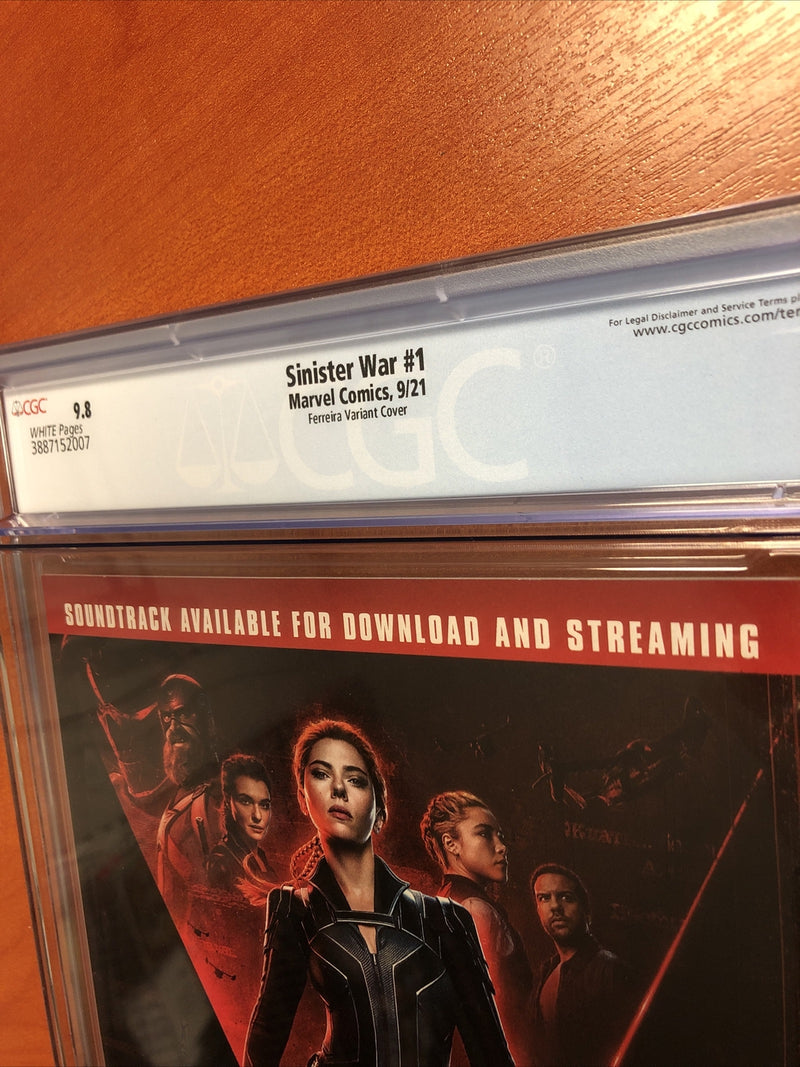 For Legal Disclaimer and Service Terms
www.cgccomics.com/ter
Sinister War #1
Marvel Comics, 9/21
Ferreira Variant Cover
CGC 9.8
WHITE Pages
3887152007
CGC®
SOUNDTRACK AVAILABLE FOR DOWNLOAD AND STREAMING